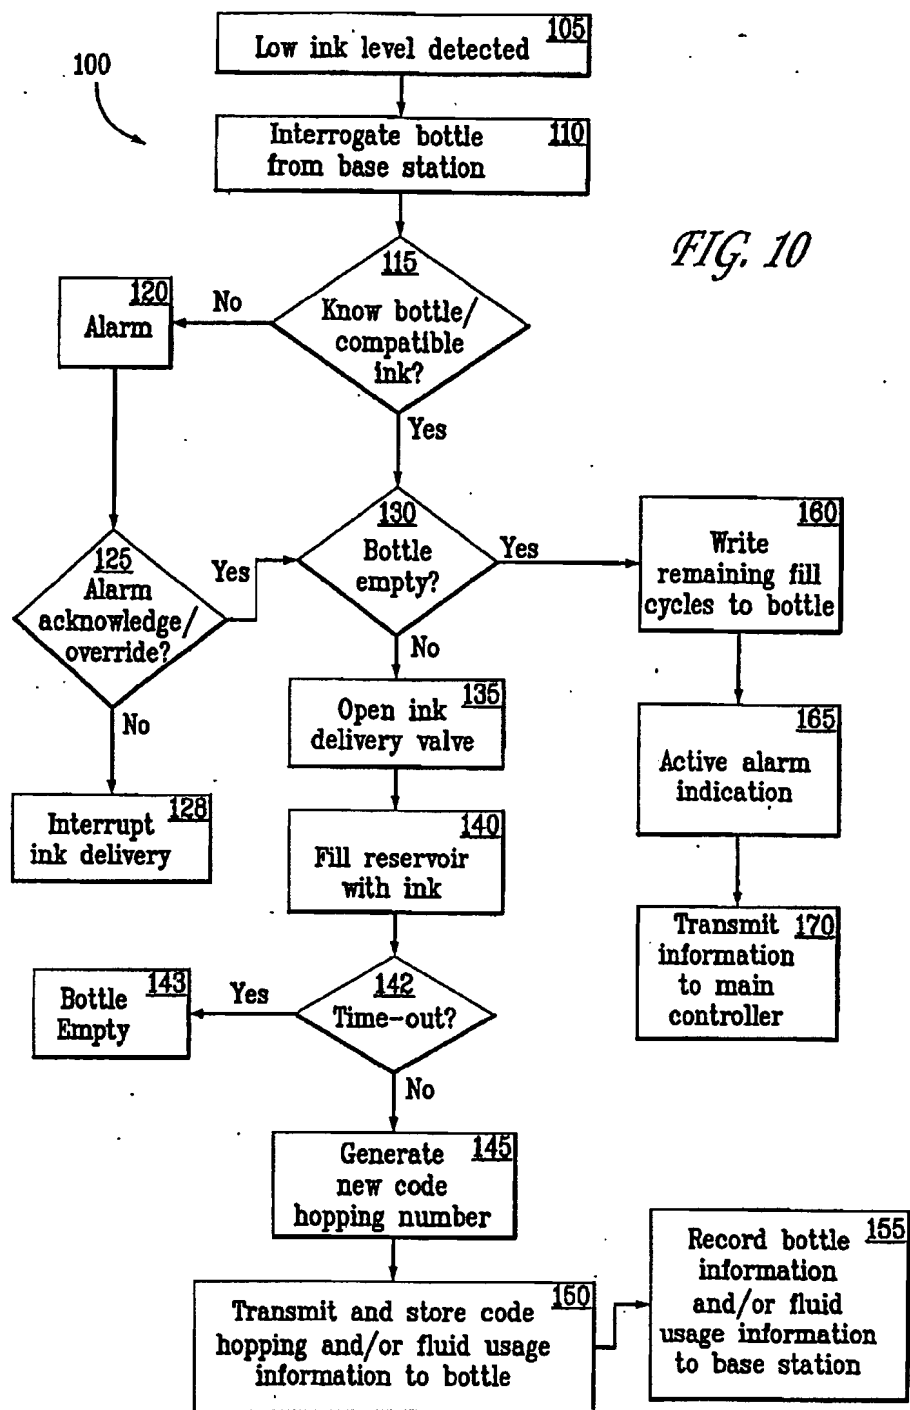 105
Low ink level detected
100
Interrogate bottle
from base station
110
FIG. 10
115
Know bottle/
compatible
ink?
No
120
Alarm
Yes
130
Bottle
empty?
Yes
160
Write
remaining fill
cycles to bottle
125
Alarm
acknowledge/
override?
Yes
No
No
135
Open ink
delivery valve
165
Active alarm
indication
128
Interrupt
ink delivery
140
Fill reservoir
with ink
Transmit
170
information
to main
controller
142
Time-out?
Yes
143
Bottle
Empty
No
Generate
145
new code
hopping number
Record bottle
155
information
and/or fluid
usage information
to base station
150
Transmit and store code
hopping and/or fluid usage
information to bottle